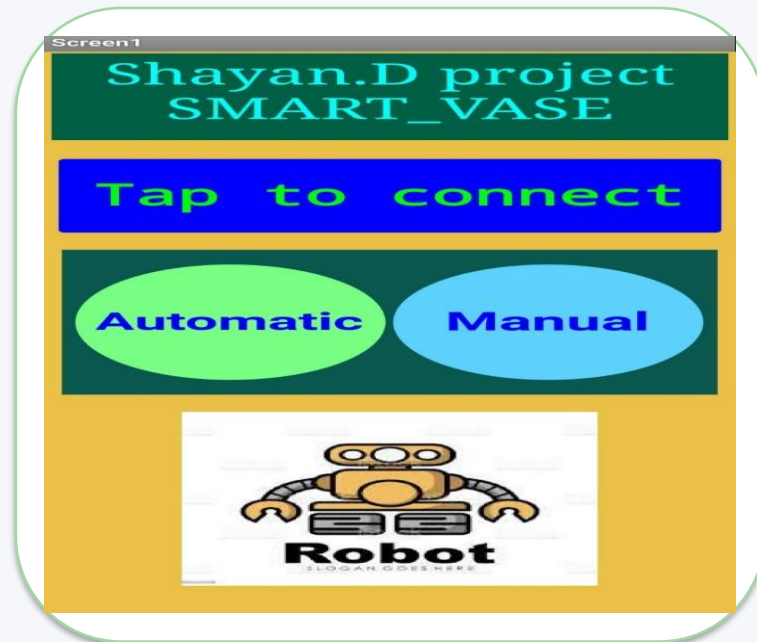 Screen1
Shayan.D project
SMART_VASE
Tap to connect
Automatic Manual
Robot
SLOGAN GOES HERE